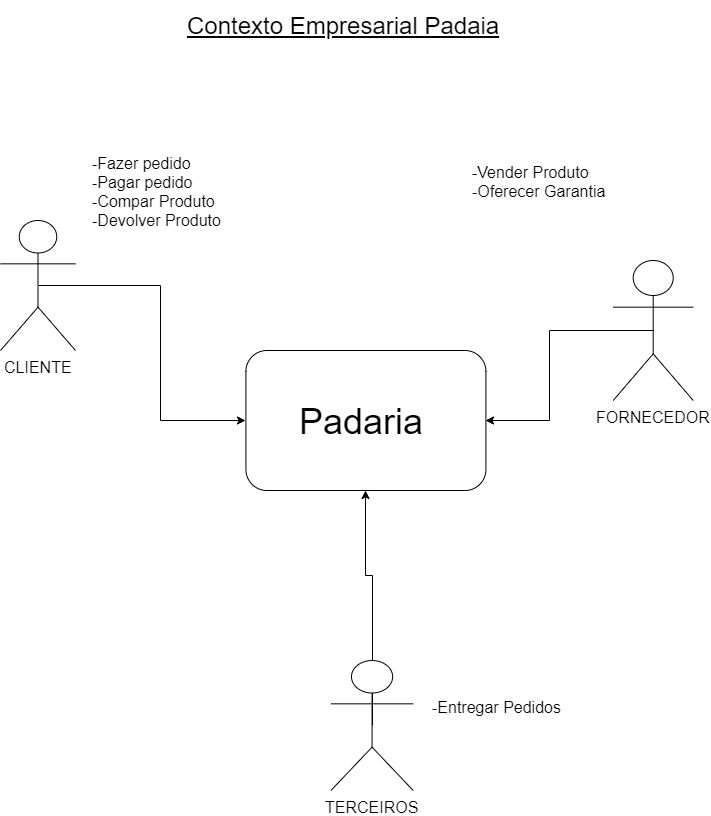 Contexto Empresarial Padaia
-Fazer pedido
-Pagar pedido
-Compar Produto
-Devolver Produto
-Vender Produto
-Oferecer Garantia
CLIENTE
Padaria
FORNECEDOR
-Entregar Pedidos
TERCEIROS